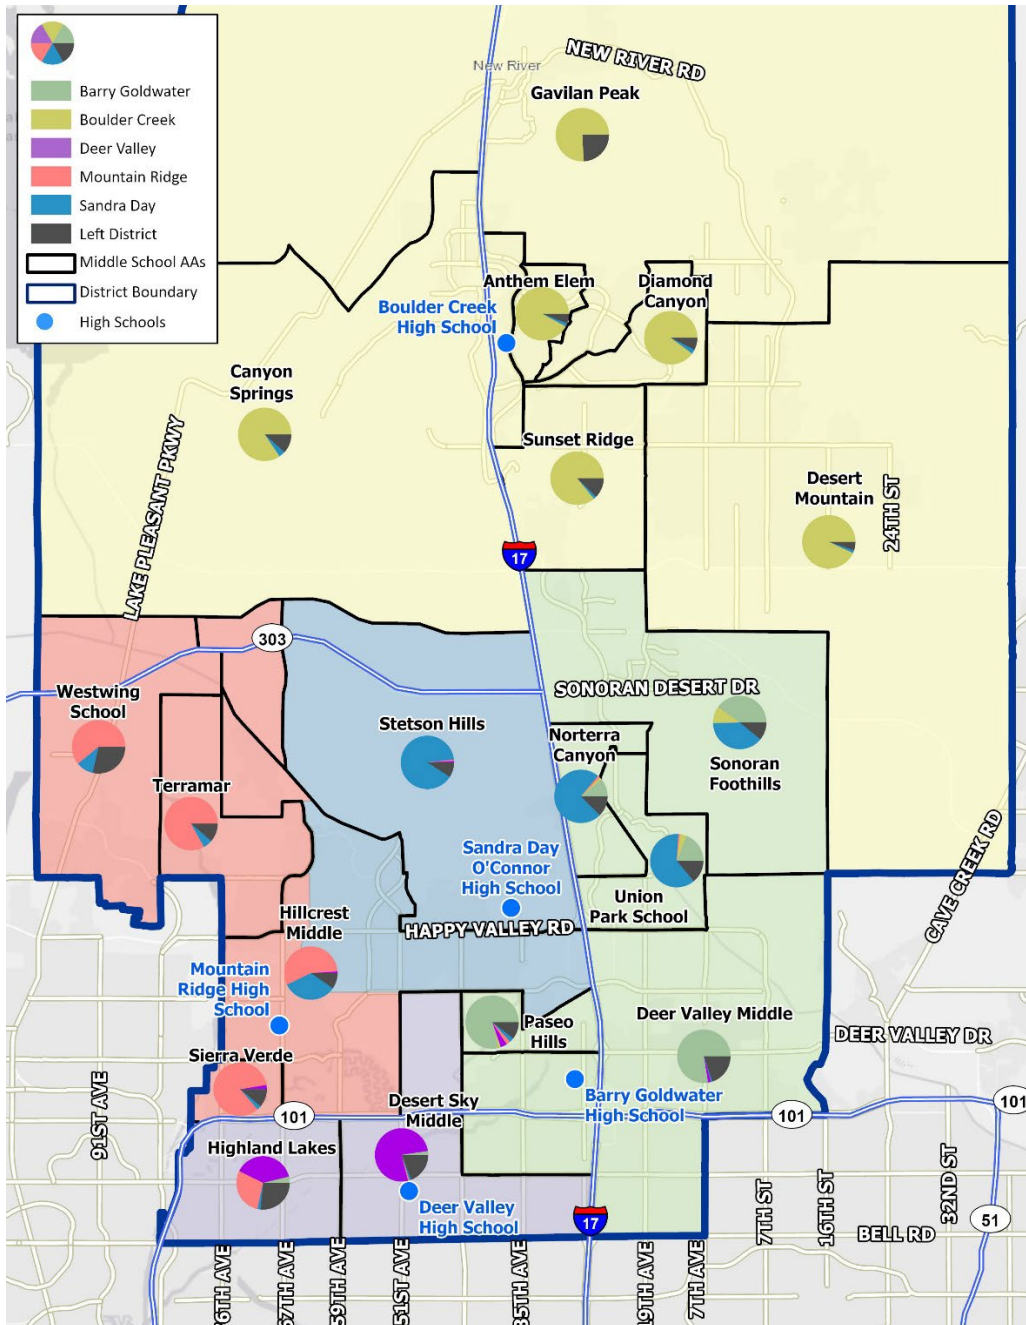 Barry Goldwater
Boulder Creek
Deer Valley
Mountain Ridge
Sandra Day
Left District
Middle School AAs
District Boundary
High Schools
New River
NEW RIVER RD
Gavilan Peak
Anthem Elem
Diamond
Canyon
Boulder Creek
High School
Canyon
Springs
LAKE PLEASANT PKWY
Sunset Ridge
Desert
Mountain
24TH ST
17
303
Westwing
School
SONORAN DESERT DR
Stetson Hills
Norterra
Canyon
Sonoran
Foothills
Terramar
Sandra Day
O'Connor
High School
Union
Park School
CAVE CREEK RD
Hillcrest
Middle
HAPPY VALLEY RD
Mountain
Ridge High
School
Paseo
Hills
Deer Valley Middle
DEER VALLEY DR
Sierra Verde
Barry Goldwater
High School
91ST AVE
101
Desert Sky
Middle
101
101
Highland Lakes
Deer Valley
High School
17
7TH ST
16TH ST
32ND ST
51
BELL RD
67TH AVE
59TH AVE
51ST AVE
35TH AVE
19TH AVE
7TH AVE